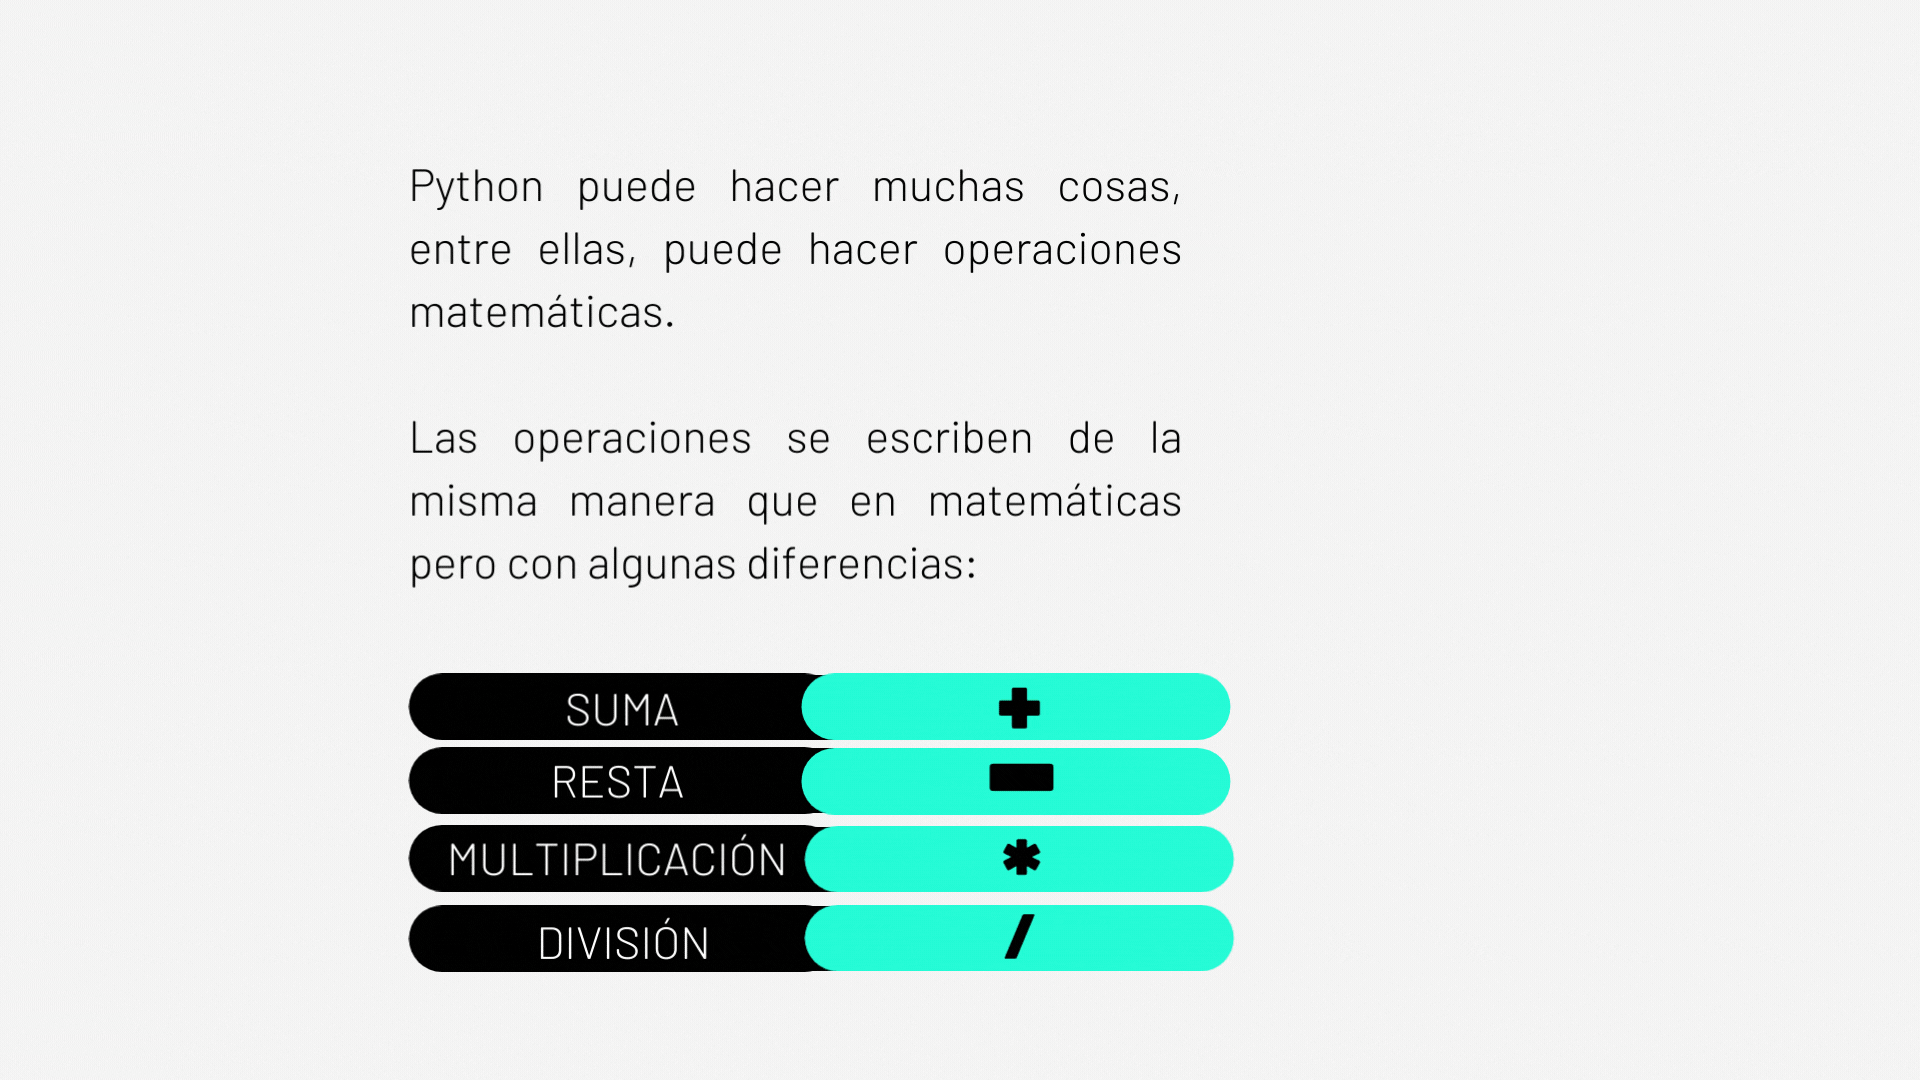 Python puede hacer muchas cosas,
entre ellas, puede hacer operaciones
matemáticas.
Las operaciones se escriben de la
misma manera que en matemáticas
pero con algunas diferencias:
SUMA +
RESTA -
MULTIPLICACIÓN *
DIVISIÓN /